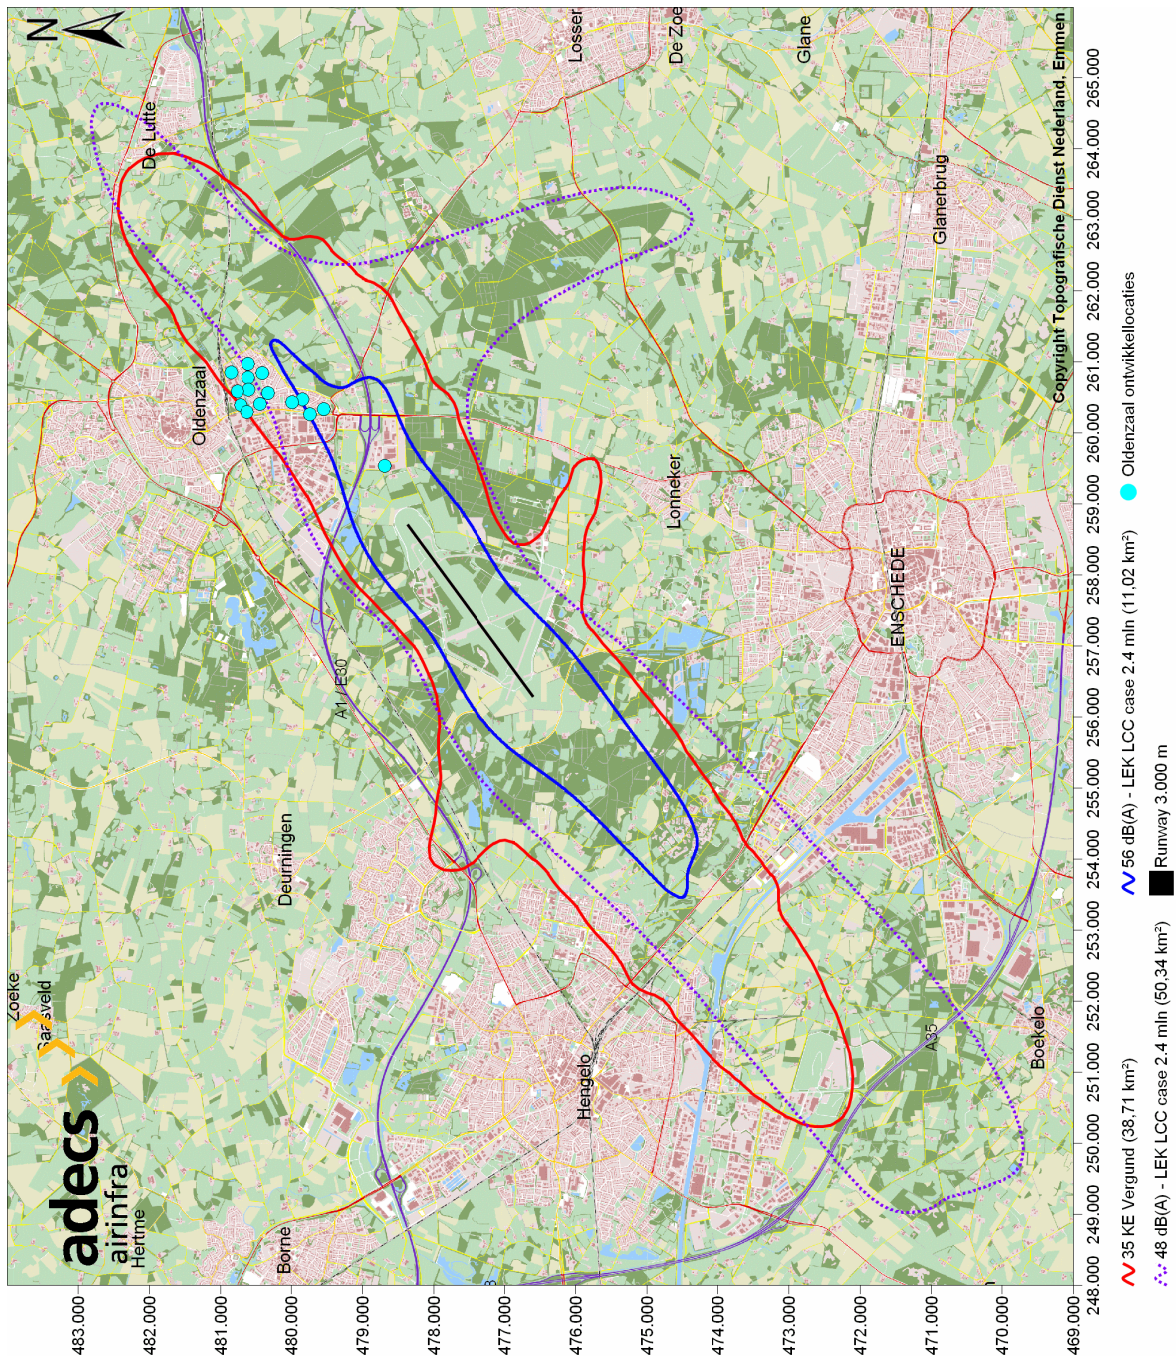 N
adecs
airinfra
Hertme
Saasveld
Zoeke
Borne
Deurningen
Hengelo
Oldenzaal
De Lutte
Losser
De Zoe
Glane
Glanerbrug
Lonneker
ENSCHEDE
Boekelo
A1 / E30
A35
Copyright Topografische Dienst Nederland, Emmen
483.000
482.000
481.000
480.000
479.000
478.000
477.000
476.000
475.000
474.000
473.000
472.000
471.000
470.000
469.000
248.000
249.000
250.000
251.000
252.000
253.000
254.000
255.000
256.000
257.000
258.000
259.000
260.000
261.000
262.000
263.000
264.000
265.000
35 KE Vergund (38,71 km²)
56 dB(A) - LEK LCC case 2.4 mln (11,02 km²)
Oldenzaal ontwikkellocaties
48 dB(A) - LEK LCC case 2.4 mln (50,34 km²)
Runway 3.000 m